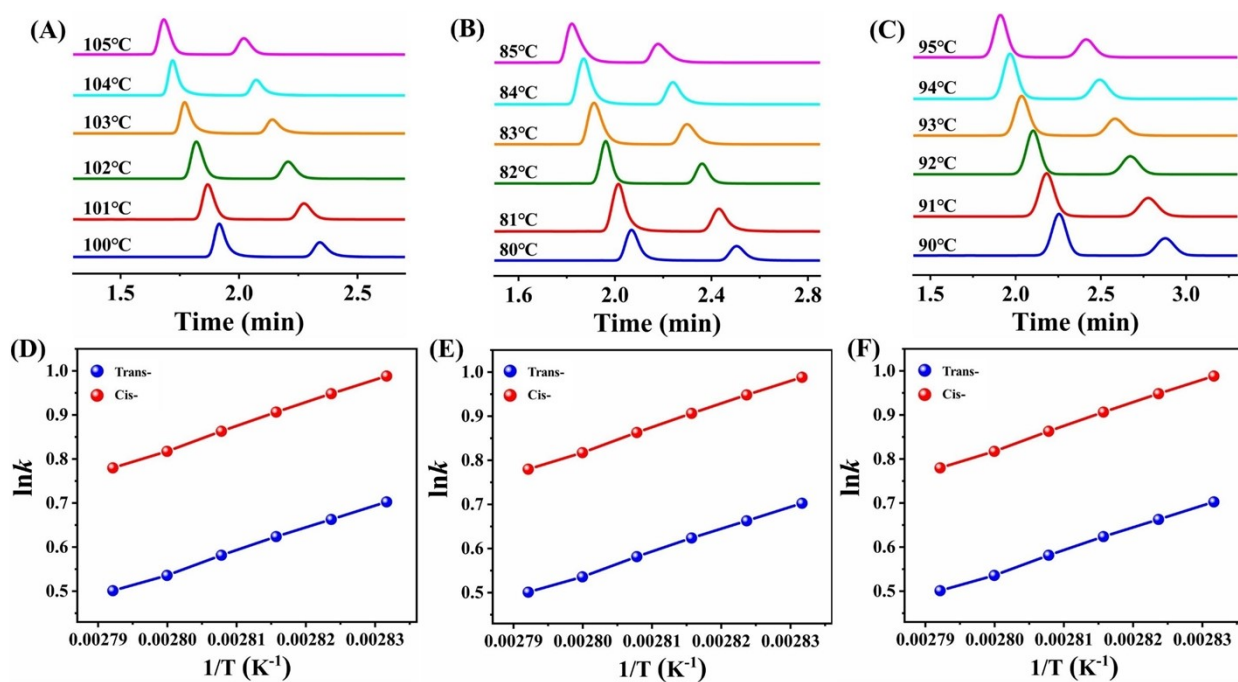 (A)
105°C
104°C
103°C
102°C
101°C
100°C
1.5 2.0 2.5
Time (min)
(B)
85°C
84°C
83°C
82°C
81°C
80°C
1.6 2.0 2.4 2.8
Time (min)
(C)
95°C
94°C
93°C
92°C
91°C
90°C
1.5 2.0 2.5 3.0
Time (min)
(D)
Trans-
Cis-
1.0
0.9
0.8
0.7
0.6
0.5
lnk
0.00279 0.00280 0.00281 0.00282 0.00283
1/T (K⁻¹)
(E)
Trans-
Cis-
1.0
0.9
0.8
0.7
0.6
0.5
lnk
0.00279 0.00280 0.00281 0.00282 0.00283
1/T (K⁻¹)
(F)
Trans-
Cis-
1.0
0.9
0.8
0.7
0.6
0.5
lnk
0.00279 0.00280 0.00281 0.00282 0.00283
1/T (K⁻¹)